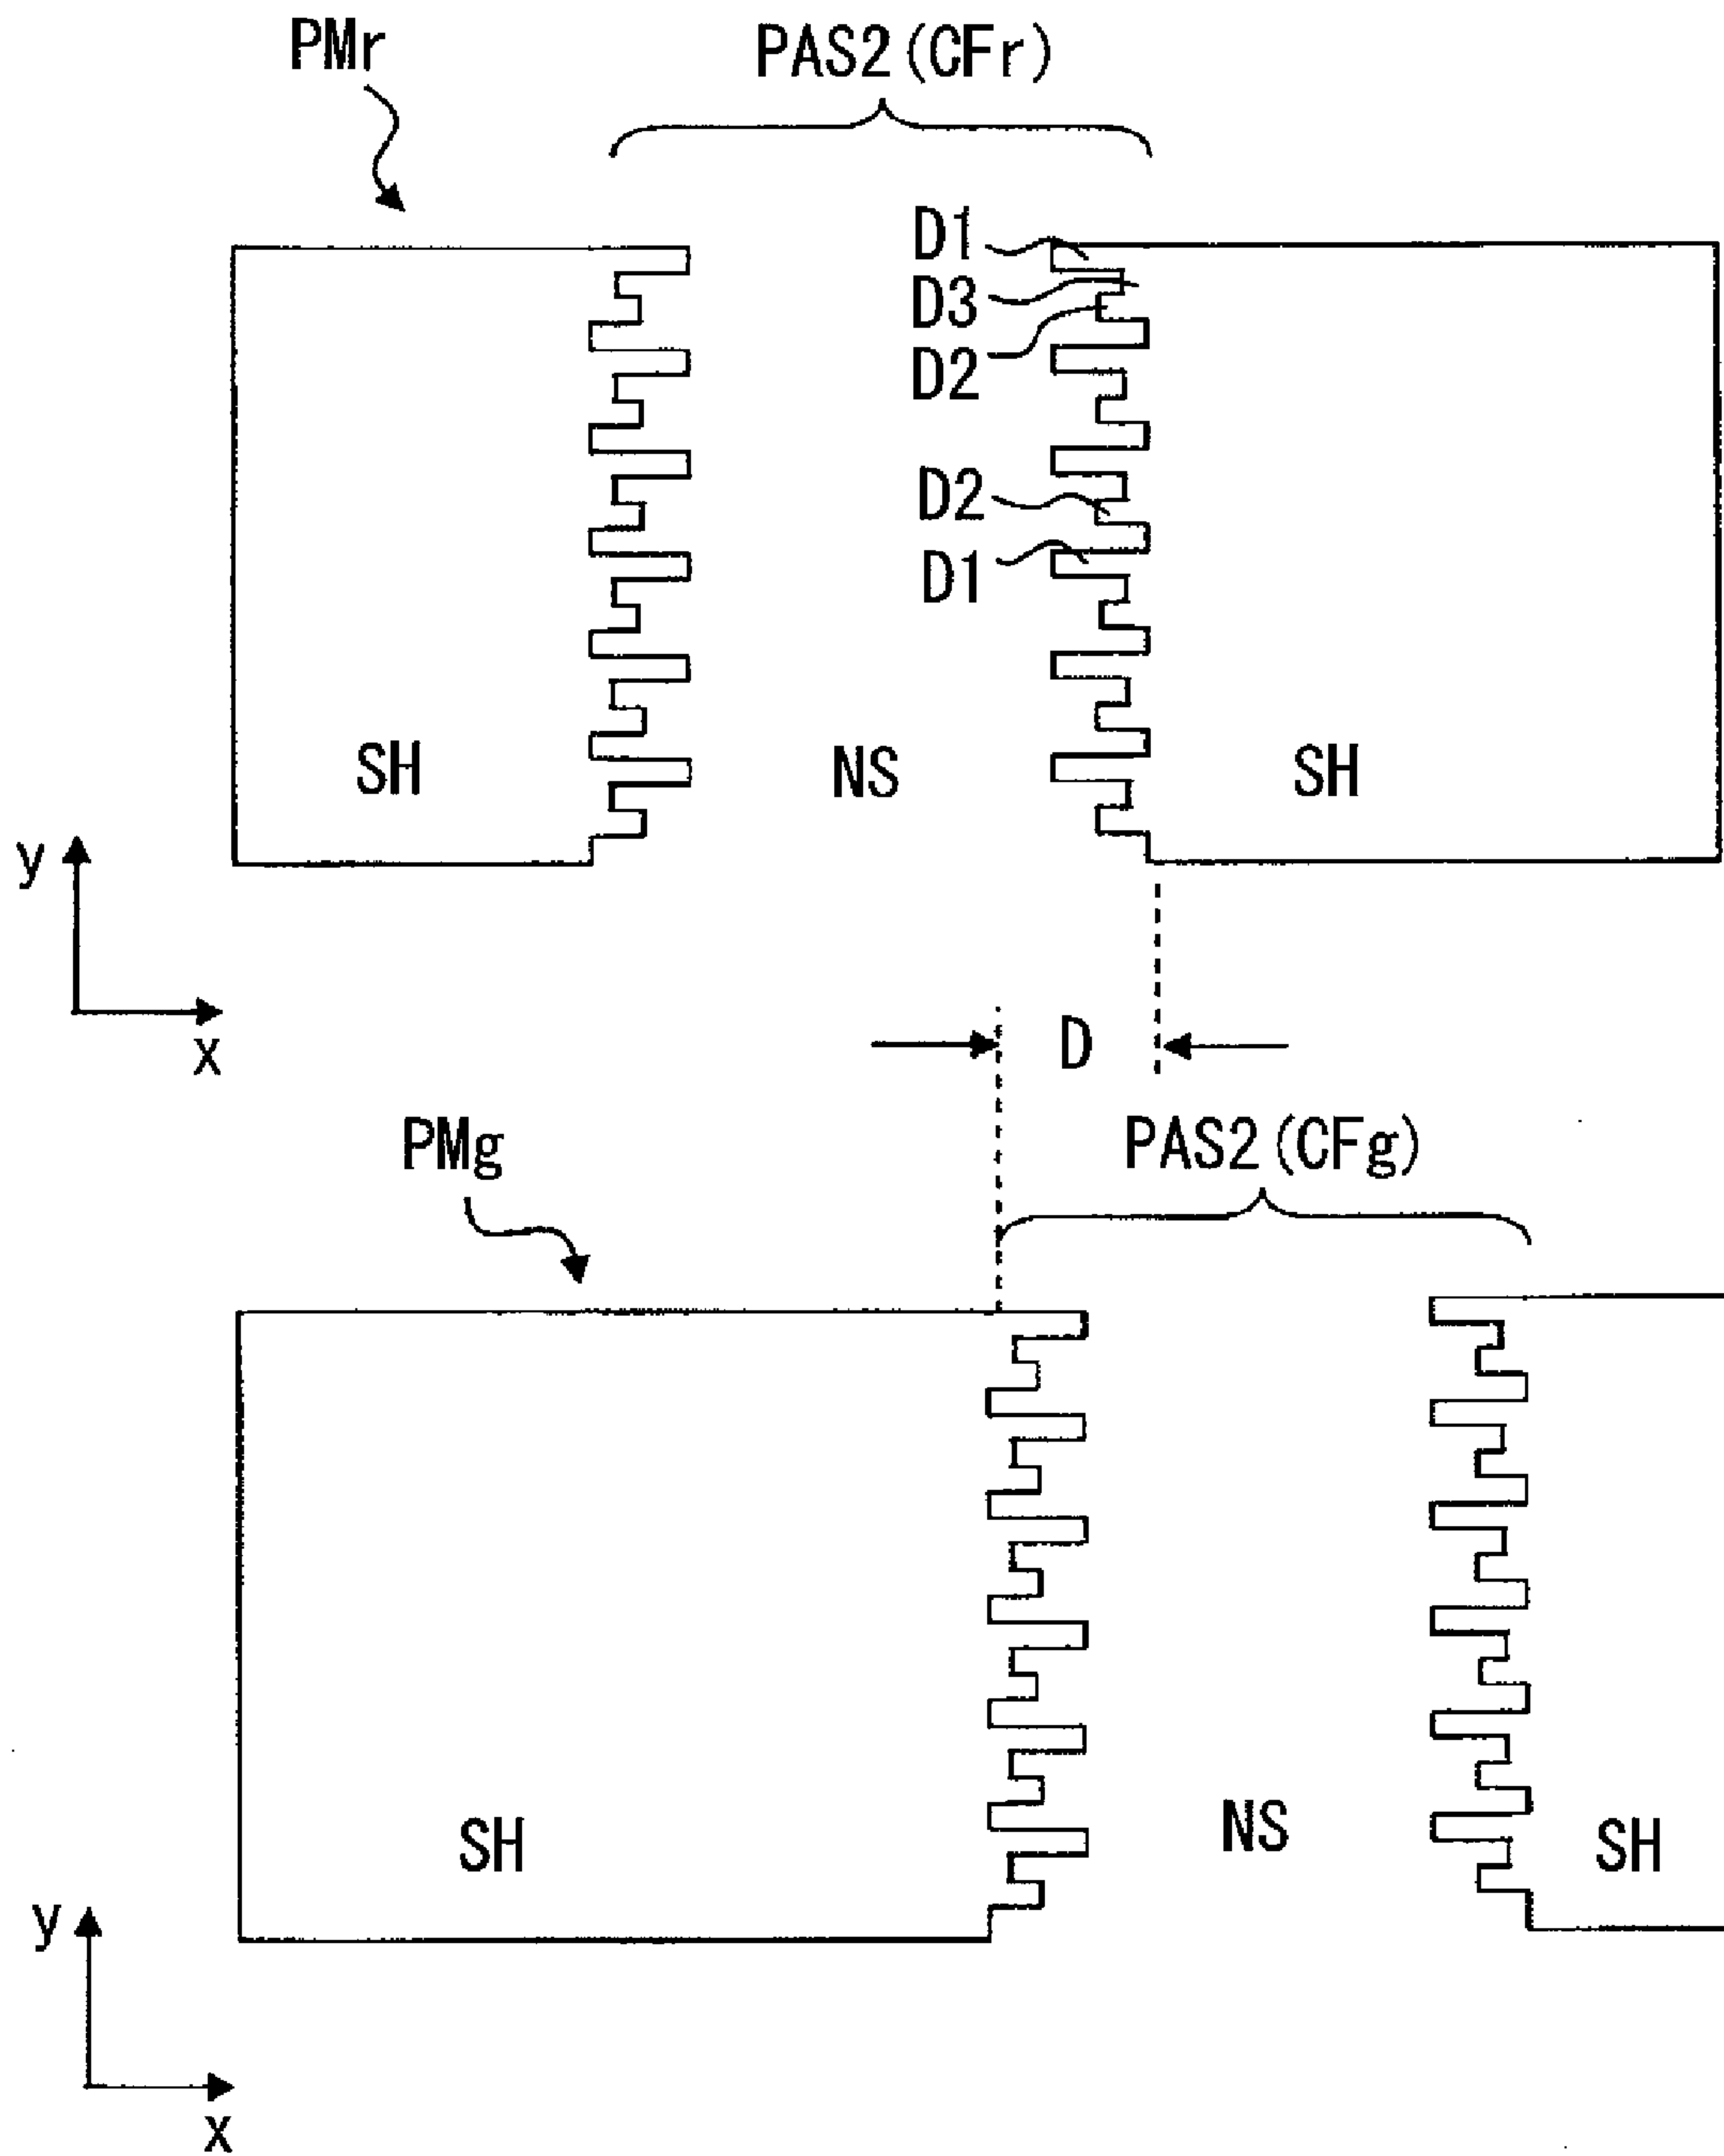 PMr
PAS2(CFr)
D1
D3
D2
D2
D1
SH
NS
SH
y
x
D
PMg
PAS2(CFg)
SH
NS
SH
y
x